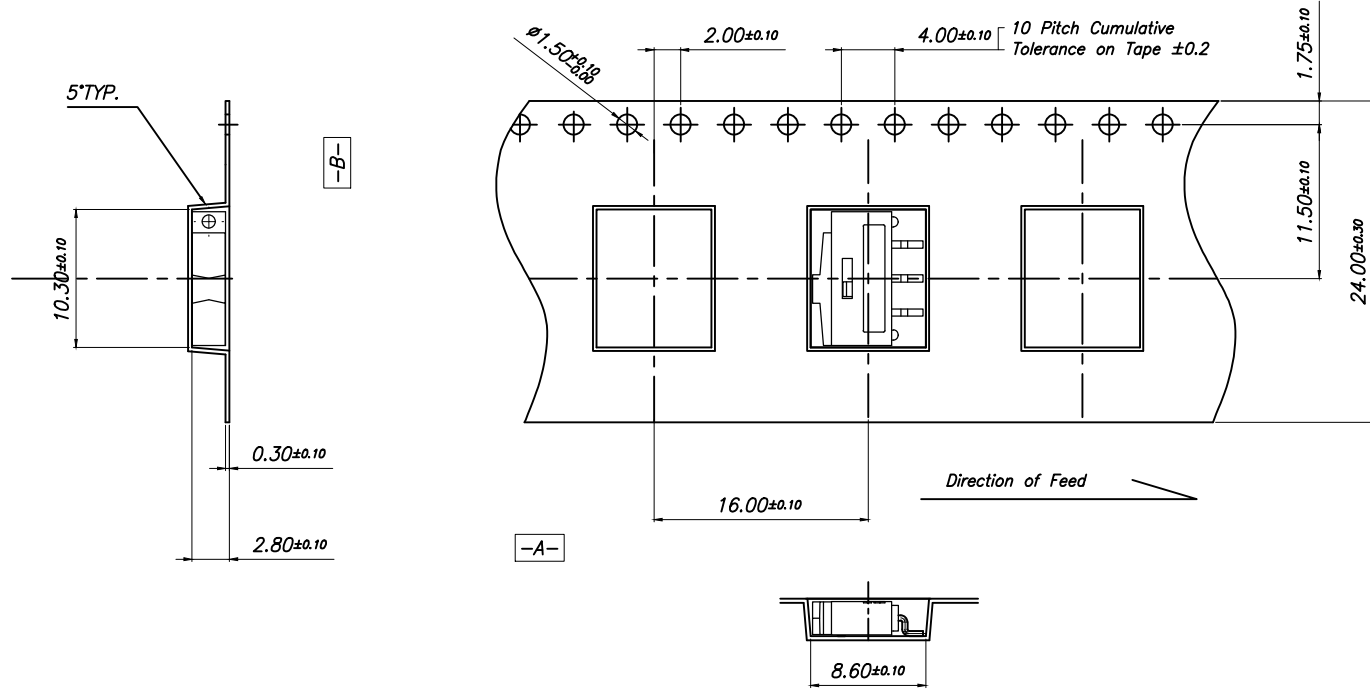 ø1.50+0.10 -0.00
2.00±0.10
4.00±0.10
10 Pitch Cumulative
Tolerance on Tape ±0.2
1.75±0.10
5°TYP.
-B-
11.50±0.10
24.00±0.30
10.30±0.10
0.30±0.10
Direction of Feed
16.00±0.10
2.80±0.10
-A-
8.60±0.10